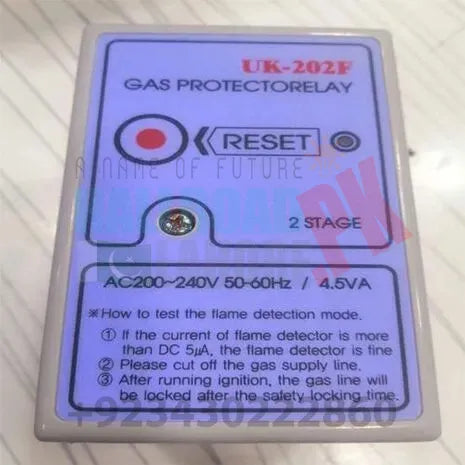 UK-202F
GAS PROTECTORELAY
RESET
A NAME OF FUTURE
.PK
2 STAGE
AC200~240V 50-60Hz / 4.5VA
※How to test the flame detection mode.
① If the current of flame detector is more
than DC 5μA, the flame detector is fine
② Please cut off the gas supply line.
③ After running ignition, the gas line will
be locked after the safety locking time.
+923430222860